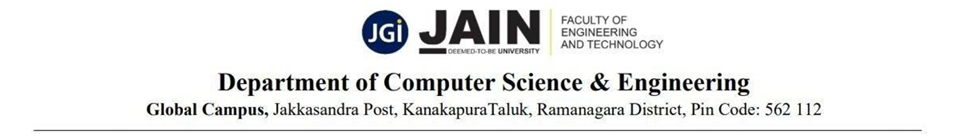 JGi JAIN
DEEMED-TO-BE UNIVERSITY
FACULTY OF
ENGINEERING
AND TECHNOLOGY
Department of Computer Science & Engineering
Global Campus, Jakkasandra Post, KanakapuraTaluk, Ramanagara District, Pin Code: 562 112